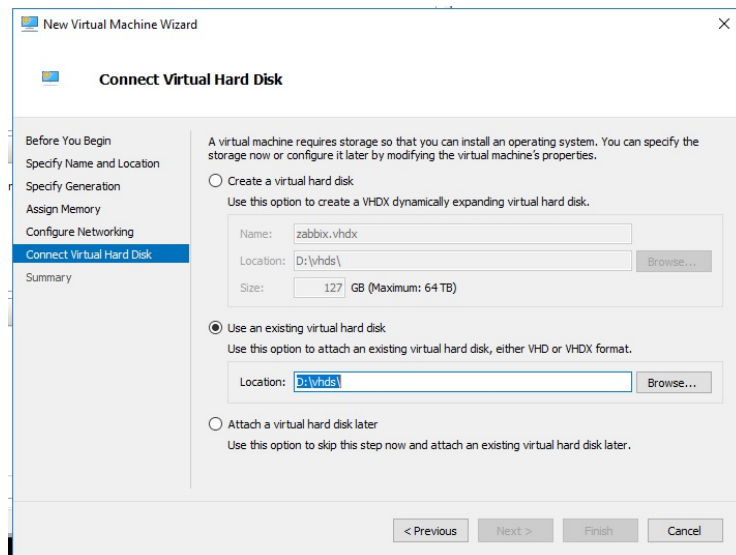 New Virtual Machine Wizard
Connect Virtual Hard Disk
Before You Begin
Specify Name and Location
Specify Generation
Assign Memory
Configure Networking
Connect Virtual Hard Disk
Summary
A virtual machine requires storage so that you can install an operating system. You can specify the
storage now or configure it later by modifying the virtual machine's properties.
Create a virtual hard disk
Use this option to create a VHDX dynamically expanding virtual hard disk.
Name: zabbix.vhdx
Location: D:\vhds\ Browse...
Size: 127 GB (Maximum: 64 TB)
Use an existing virtual hard disk
Use this option to attach an existing virtual hard disk, either VHD or VHDX format.
Location: D:\vhds\ Browse...
Attach a virtual hard disk later
Use this option to skip this step now and attach an existing virtual hard disk later.
< Previous Next > Finish Cancel